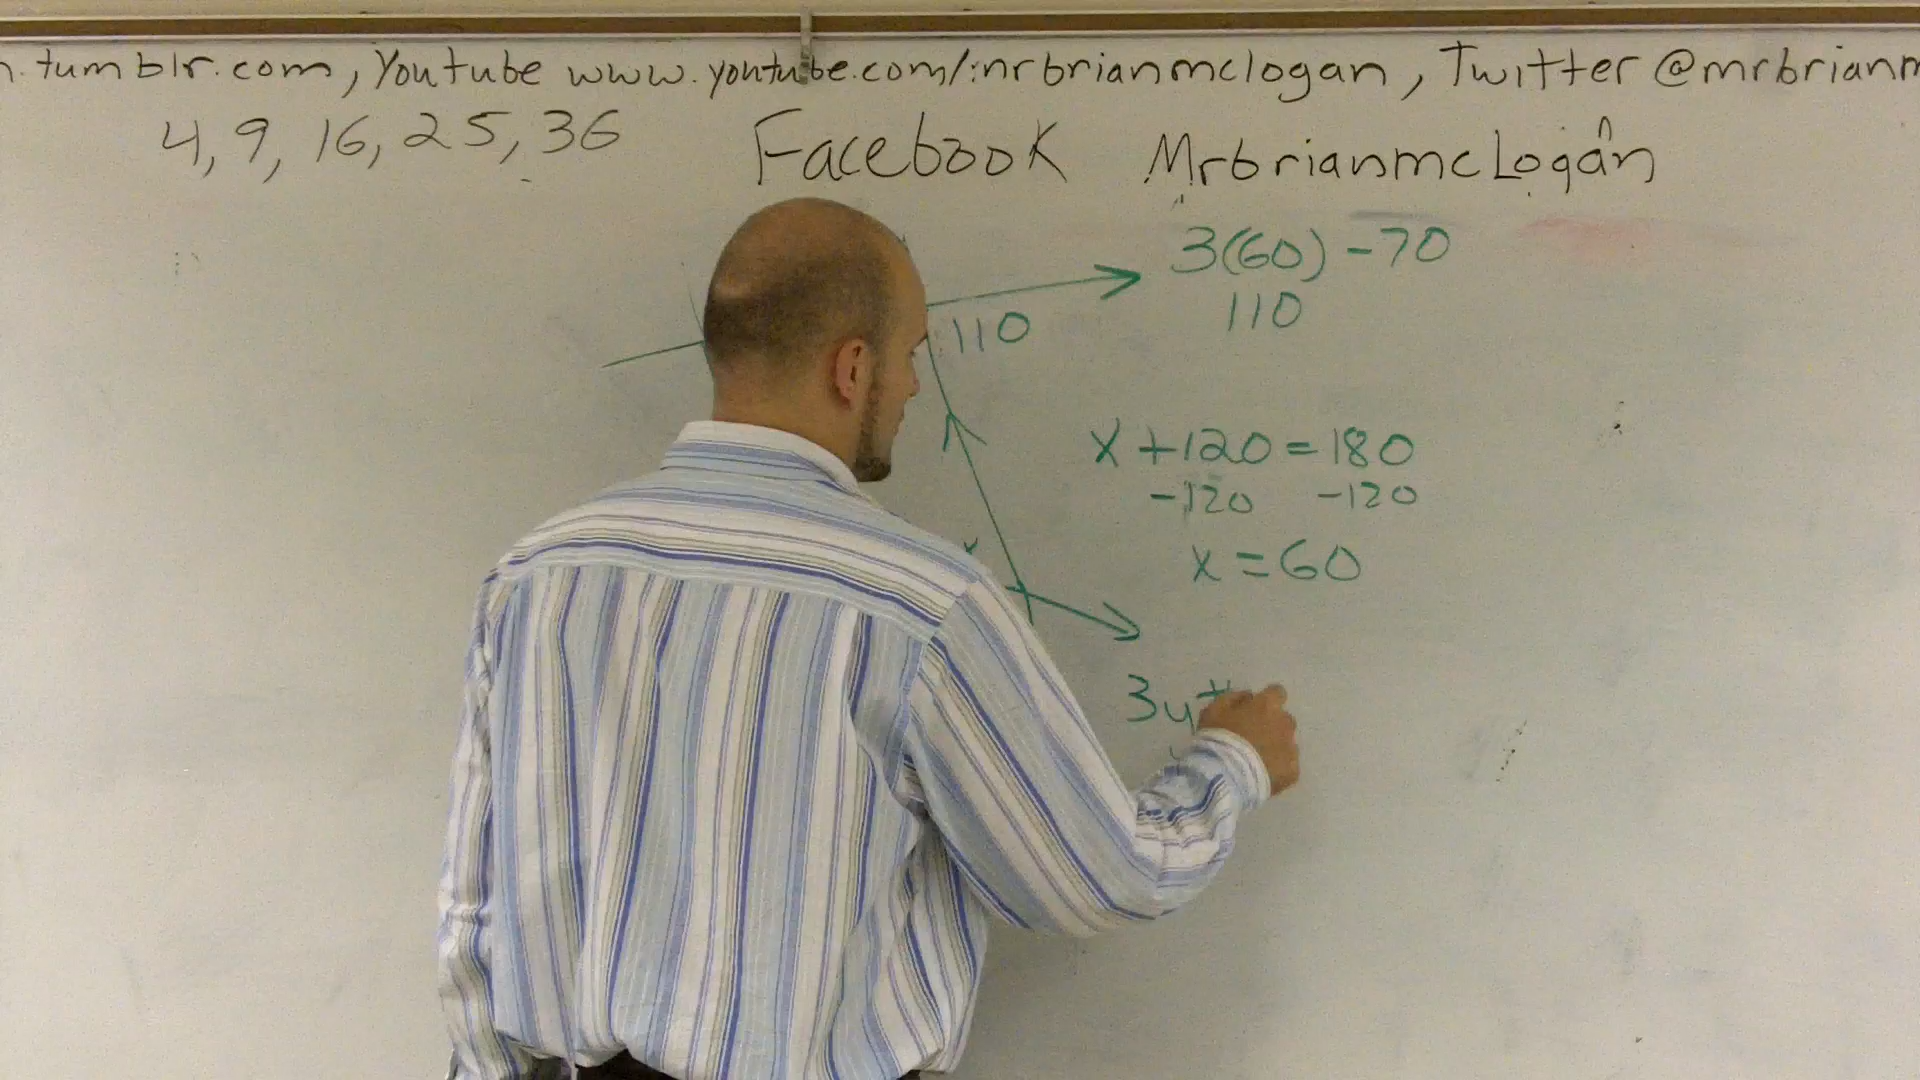 .tumblr.com, Youtube www.youtube.com/mrbrianmclogan, Twitter @mrbrianm
4, 9, 16, 25, 36 Facebook MrbrianmcLogan
3(60) - 70
110
110
x + 120 = 180
-120 -120
x = 60
x
3y+